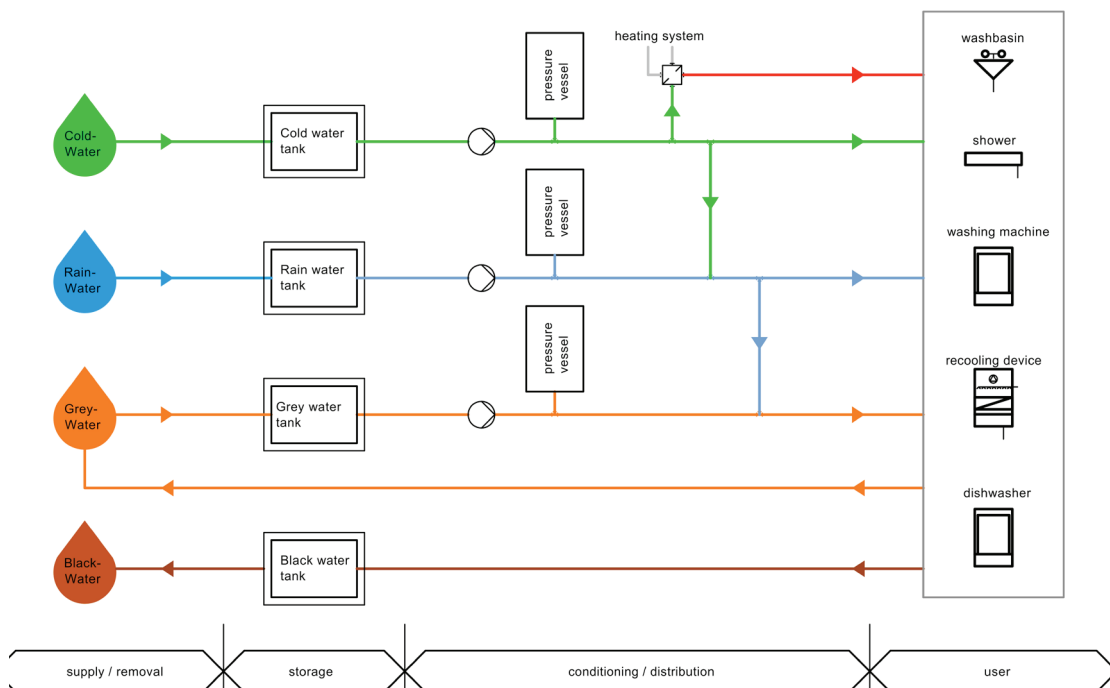 heating system
washbasin
pressure
vessel
Cold-
Water
Cold water
tank
shower
pressure
vessel
washing machine
Rain-
Water
Rain water
tank
pressure
vessel
recooling device
Grey-
Water
Grey water
tank
dishwasher
Black-
Water
Black water
tank
supply / removal
storage
conditioning / distribution
user